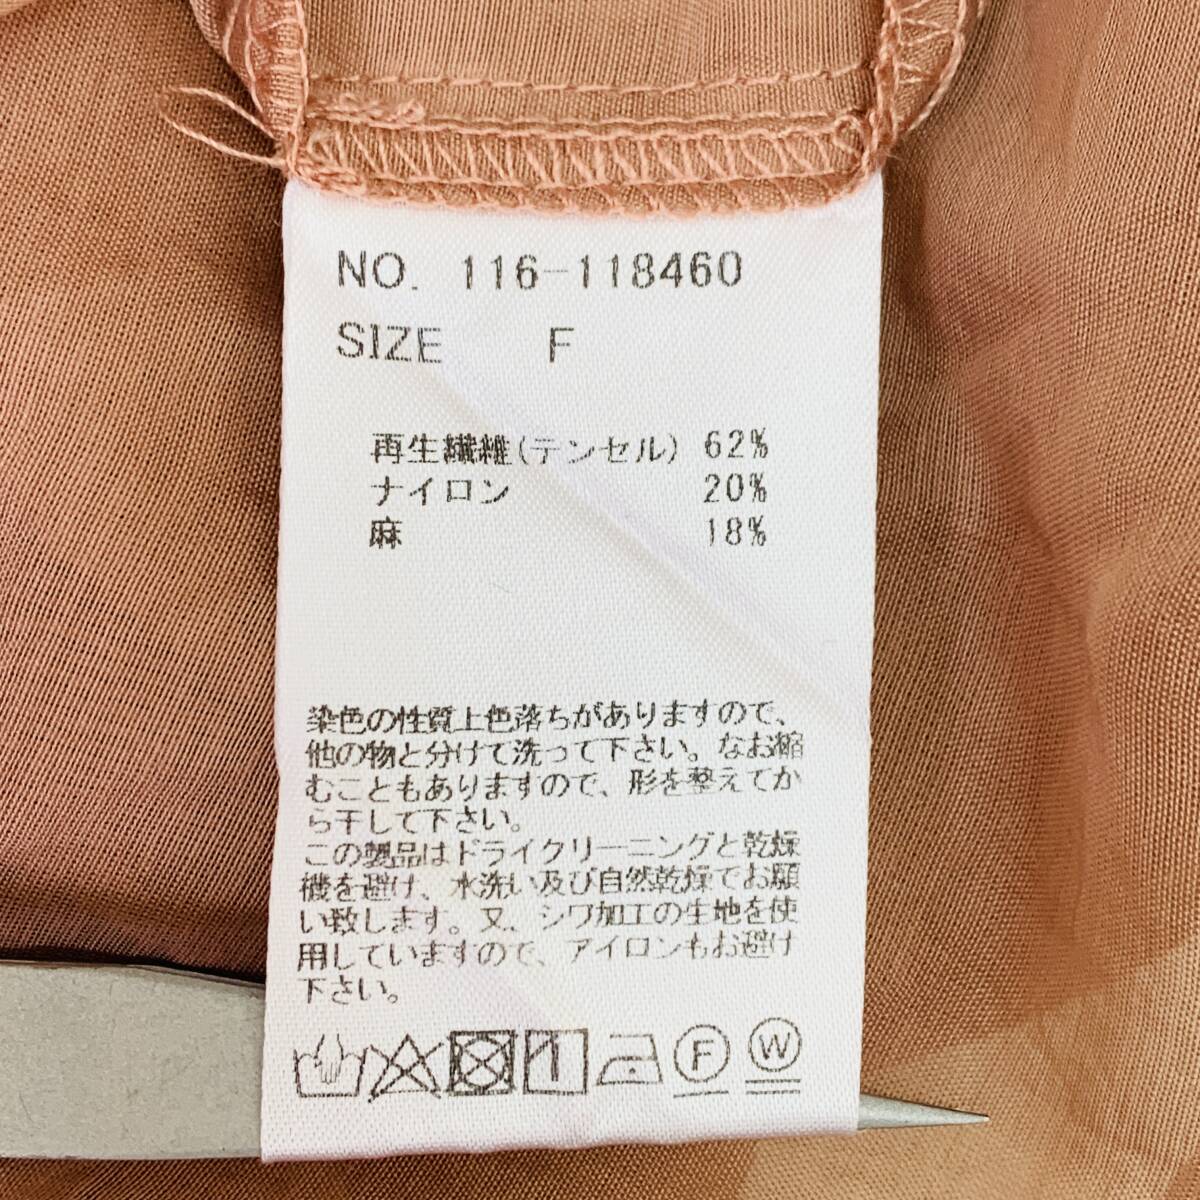 NO. 116-118460
SIZE F
再生繊維(テンセル) 62%
ナイロン 20%
麻 18%
染色の性質上色落ちがありますので、
他の物と分けて洗って下さい。なお縮
むこともありますので、形を整えてか
ら干して下さい。
この製品はドライクリーニングと乾燥
機を避け、水洗い及び自然乾燥でお願
い致します。又、シワ加工の生地を使
用していますので、アイロンもお避け
下さい。
F W